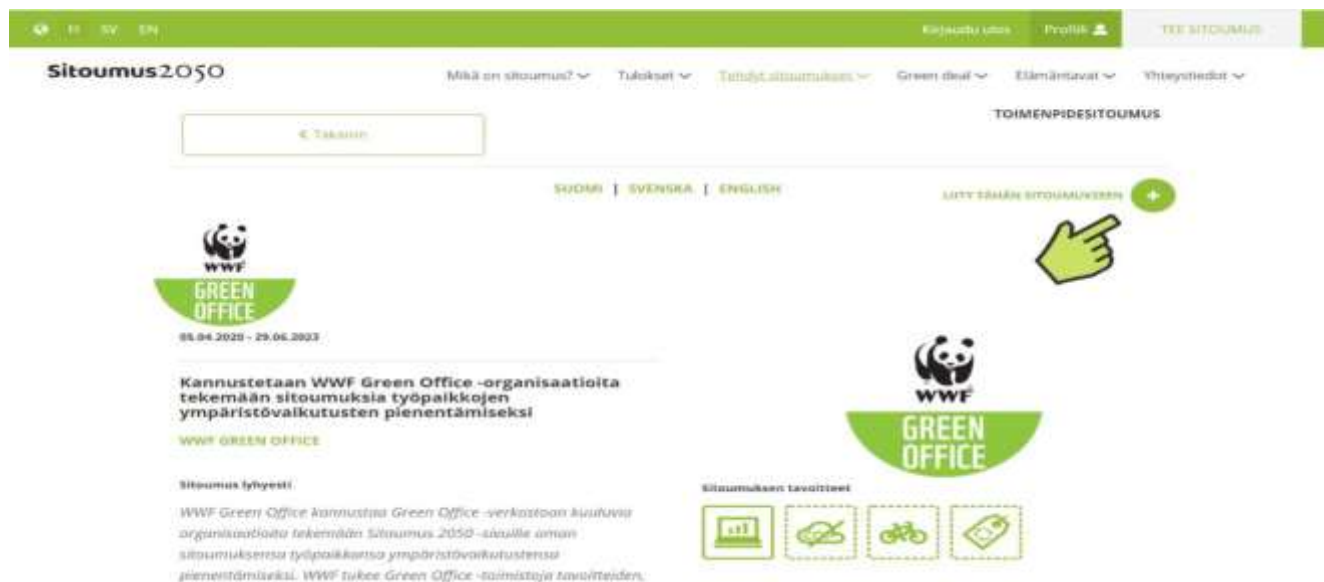 FI SV EN Kirjaudu ulos Profiili TEE SITOUMUS
Sitoumus2050 Mikä on sitoumus? Tulokset Tehdyt sitoumukset Green deal Elämäntavat Yhteystiedot
TOIMENPIDESITOUMUS
« Takaisin
SUOMI | SVENSKA | ENGLISH
LIITY TÄHÄN SITOUMUKSEEN +
WWF
GREEN
OFFICE
05.04.2020 - 29.06.2023
Kannustetaan WWF Green Office -organisaatioita
tekemään sitoumuksia työpaikkojen
ympäristövaikutusten pienentämiseksi
WWF GREEN OFFICE
Sitoumus lyhyesti
WWF Green Office kannustaa Green Office -verkostoon kuuluvia
organisaatioita tekemään Sitoumus 2050 -sivuille oman
sitoumuksensa työpaikkansa ympäristövaikutustensa
pienentämiseksi. WWF tukee Green Office -toimistoja tavoitteiden,
WWF
GREEN
OFFICE
Sitoumuksen tavoitteet